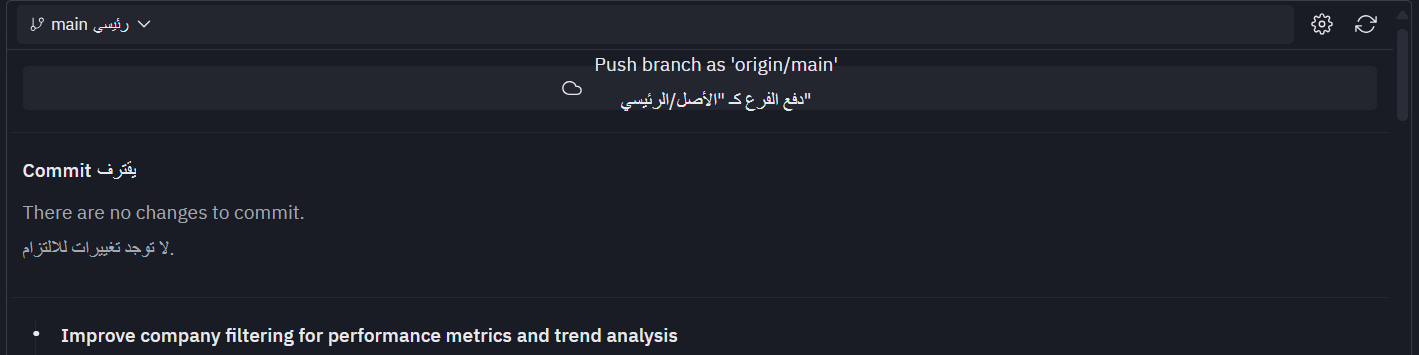 main رئيسي
Push branch as 'origin/main'
دفع الفرع كـ "الأصل/الرئيسي"
Commit يقترف
There are no changes to commit.
لا توجد تغييرات للالتزام.
• Improve company filtering for performance metrics and trend analysis